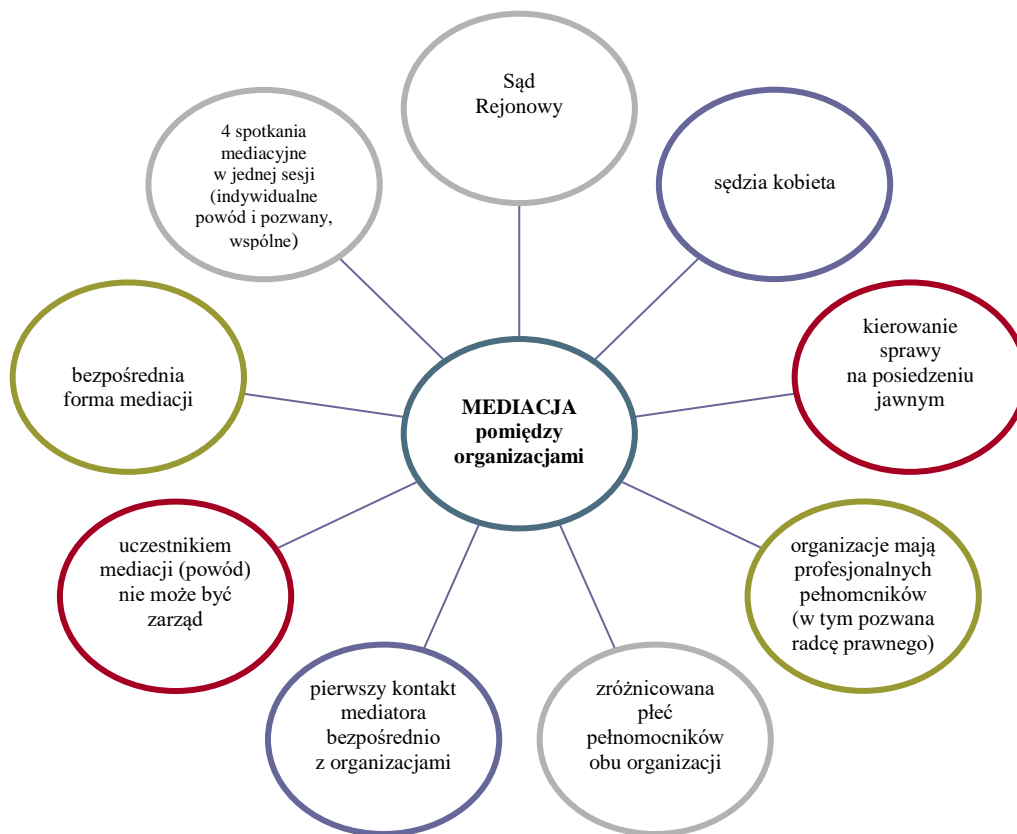 Sąd
Rejonowy
sędzia kobieta
kierowanie
sprawy
na posiedzeniu
jawnym
organizacje mają
profesjonalnych
pełnomcników
(w tym pozwana
radcę prawnego)
zróżnicowana
płeć
pełnomocników
obu organizacji
pierwszy kontakt
mediatora
bezpośrednio
z organizacjami
uczestnikiem
mediacji (powód)
nie może być
zarząd
bezpośrednia
forma mediacji
4 spotkania
mediacyjne
w jednej sesji
(indywidualne
powód i pozwany,
wspólne)
MEDIACJA
pomiędzy
organizacjami